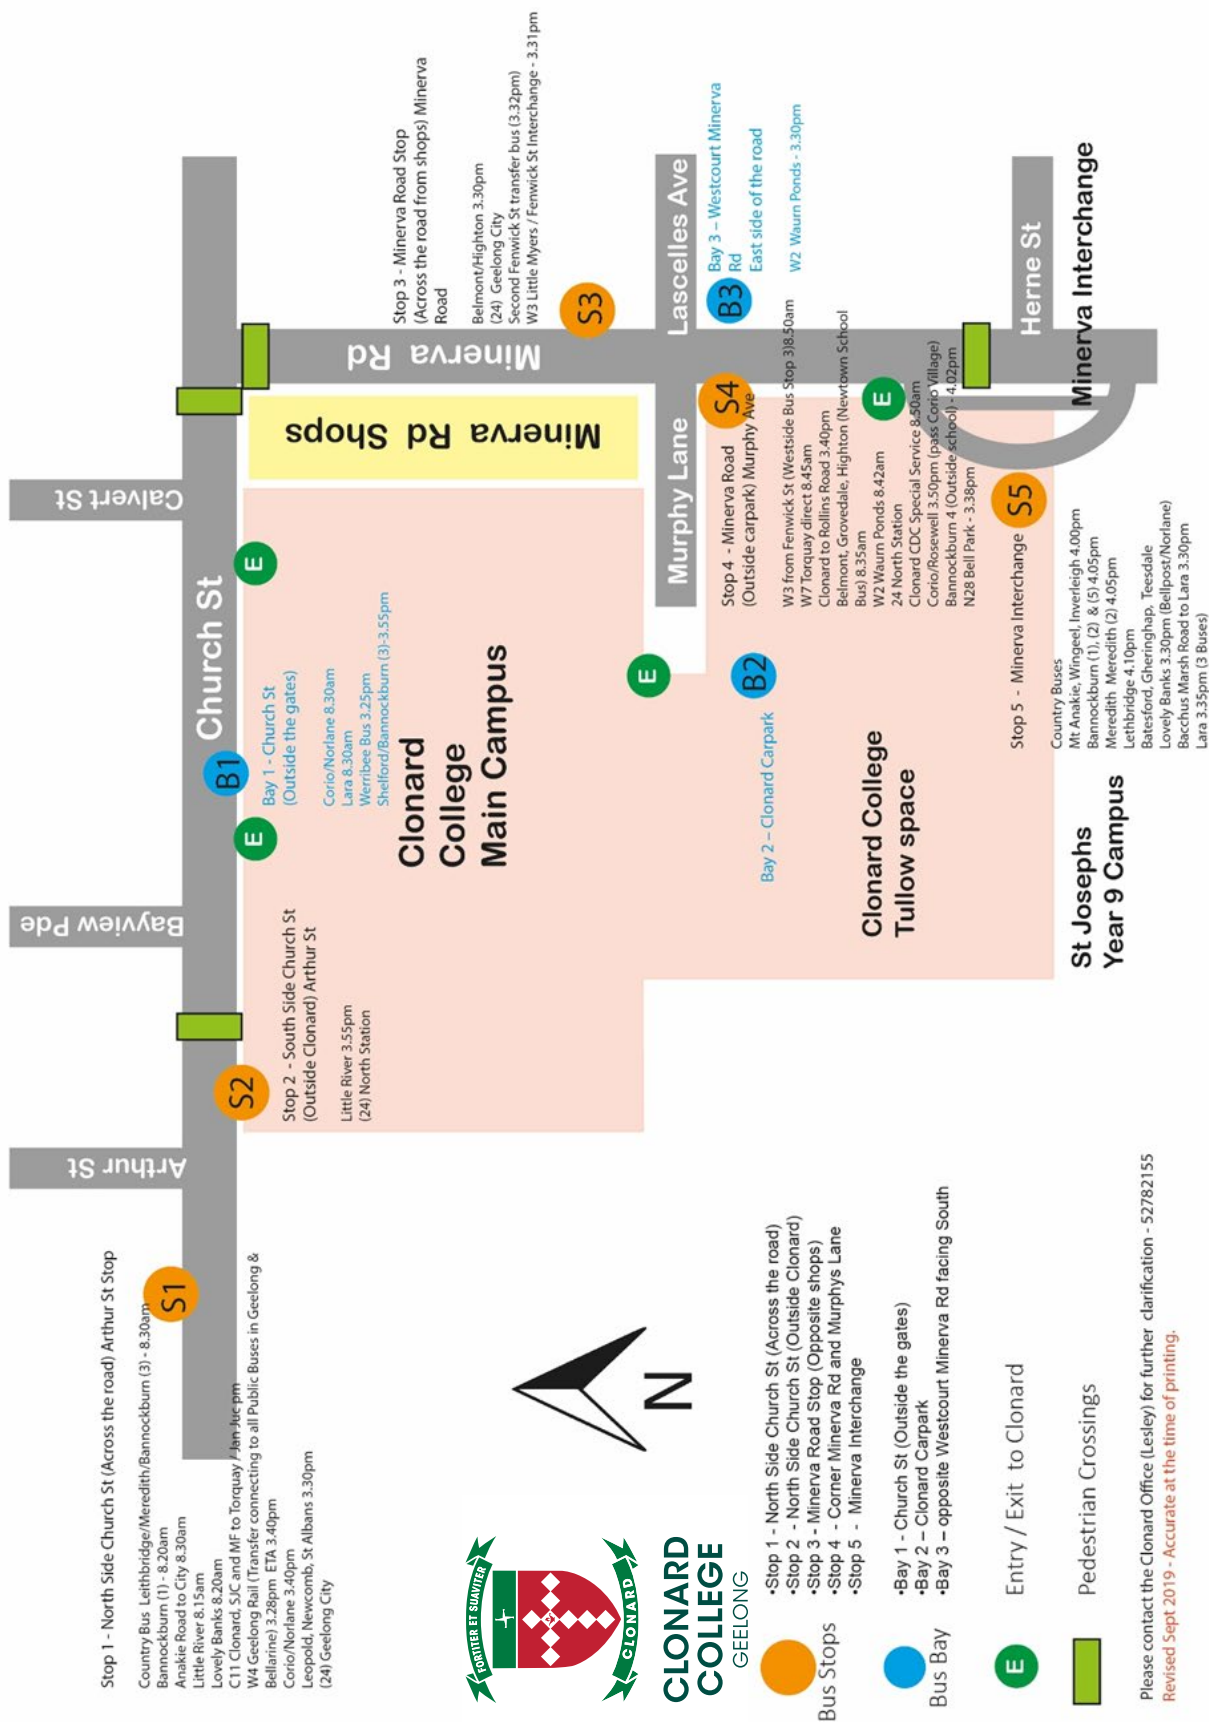 Stop 1 - North Side Church St (Across the road) Arthur St Stop
Country Bus Leithbridge/Meredith/Bannockburn (3) - 8.30am
Bannockburn (1) - 8.20am
Anakie Road to City 8.30am
Little River 8.15am
Lovely Banks 8.20am
C11 Clonard, SJC and MF to Torquay / Jan Juc pm
W4 Geelong Rail (Transfer connecting to all Public Buses in Geelong &
Bellarine) 3.28pm ETA 3.40pm
Corio/Norlane 3.40pm
Leopold, Newcomb, St Albans 3.30pm
(24) Geelong City
S1
Arthur St
Bayview Pde
Calvert St
Church St
S2
Stop 2 - South Side Church St
(Outside Clonard) Arthur St
Little River 3.55pm
(24) North Station
E
B1
Bay 1 - Church St
(Outside the gates)
Corio/Norlane 8.30am
Lara 8.30am
Werribee Bus 3.25pm
Shelford/Bannockburn (3)-3.55pm
E
Clonard
College
Main Campus
Minerva Rd Shops
Minerva Rd
Stop 3 - Minerva Road Stop
(Across the road from shops) Minerva
Road
Belmont/Highton 3.30pm
(24) Geelong City
Second Fenwick St transfer bus (3.32pm)
W3 Little Myers / Fenwick St Interchange - 3.31pm
S3
E
Murphy Lane
Lascelles Ave
B2
Bay 2 – Clonard Carpark
S4
Stop 4 - Minerva Road
(Outside carpark) Murphy Ave
W3 from Fenwick St (Westside Bus Stop 3)8.50am
W7 Torquay direct 8.45am
Clonard to Rollins Road 3.40pm
Belmont, Grovedale, Highton (Newtown School
Bus) 8.35am
W2 Waurn Ponds 8.42am
24 North Station
Clonard CDC Special Service 8.50am
Corio/Rosewell 3.50pm (pass Corio Village)
Bannockburn 4 (Outside school) - 4.02pm
N28 Bell Park - 3.38pm
B3
Bay 3 – Westcourt Minerva
Rd
East side of the road
W2 Waurn Ponds - 3.30pm
E
Clonard College
Tullow space
Herne St
Minerva Interchange
S5
Stop 5 - Minerva Interchange
Country Buses
Mt Anakie, Wingeel, Inverleigh 4.00pm
Bannockburn (1), (2) & (5) 4.05pm
Meredith Meredith (2) 4.05pm
Lethbridge 4.10pm
Batesford, Gheringhap, Teesdale
Lovely Banks 3.30pm (Bellpost/Norlane)
Bacchus Marsh Road to Lara 3.30pm
Lara 3.35pm (3 Buses)
St Josephs
Year 9 Campus
N
FORTITER ET SUAVITER
CLONARD
CLONARD
COLLEGE
GEELONG
Bus Stops
•Stop 1 - North Side Church St (Across the road)
•Stop 2 - North Side Church St (Outside Clonard)
•Stop 3 - Minerva Road Stop (Opposite shops)
•Stop 4 - Corner Minerva Rd and Murphys Lane
•Stop 5 - Minerva Interchange
Bus Bay
•Bay 1 - Church St (Outside the gates)
•Bay 2 – Clonard Carpark
•Bay 3 – opposite Westcourt Minerva Rd facing South
E
Entry / Exit to Clonard
Pedestrian Crossings
Please contact the Clonard Office (Lesley) for further clarification - 52782155
Revised Sept 2019 - Accurate at the time of printing.